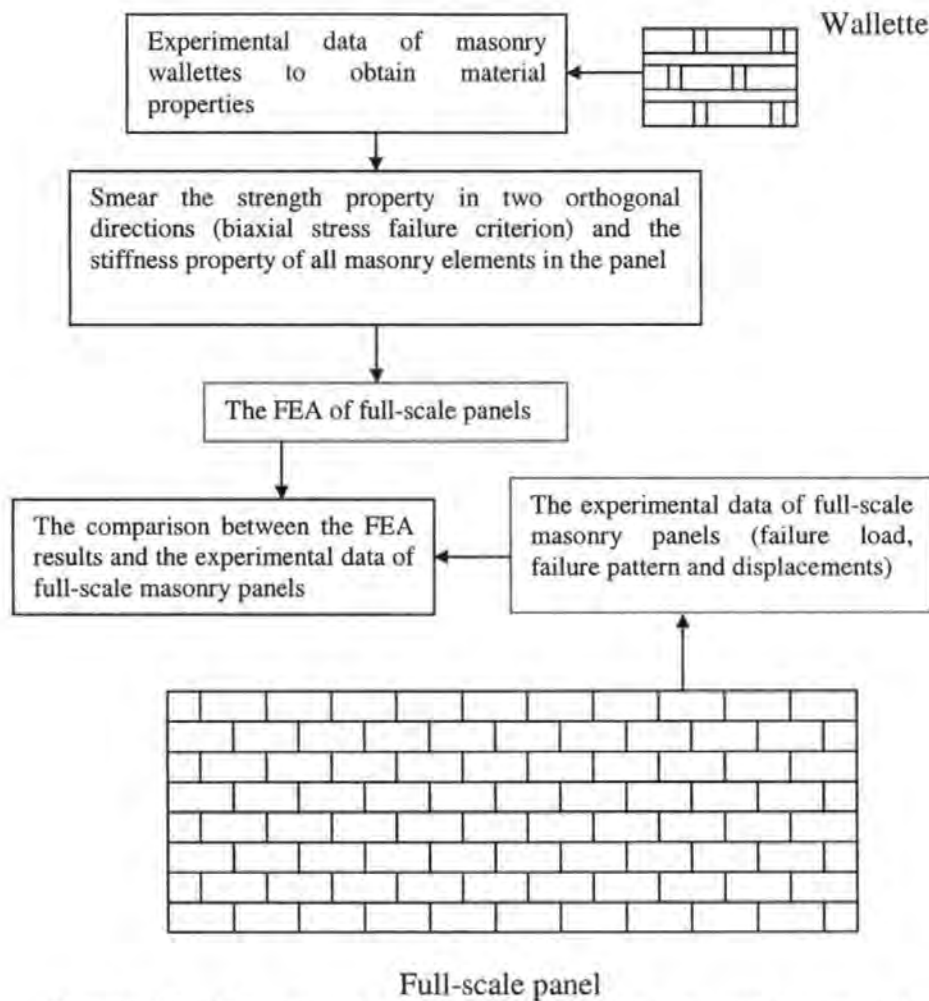 Wallette
Experimental data of masonry
wallettes to obtain material
properties
Smear the strength property in two orthogonal
directions (biaxial stress failure criterion) and the
stiffness property of all masonry elements in the panel
The FEA of full-scale panels
The comparison between the FEA
results and the experimental data of
full-scale masonry panels
The experimental data of full-scale
masonry panels (failure load,
failure pattern and displacements)
Full-scale panel